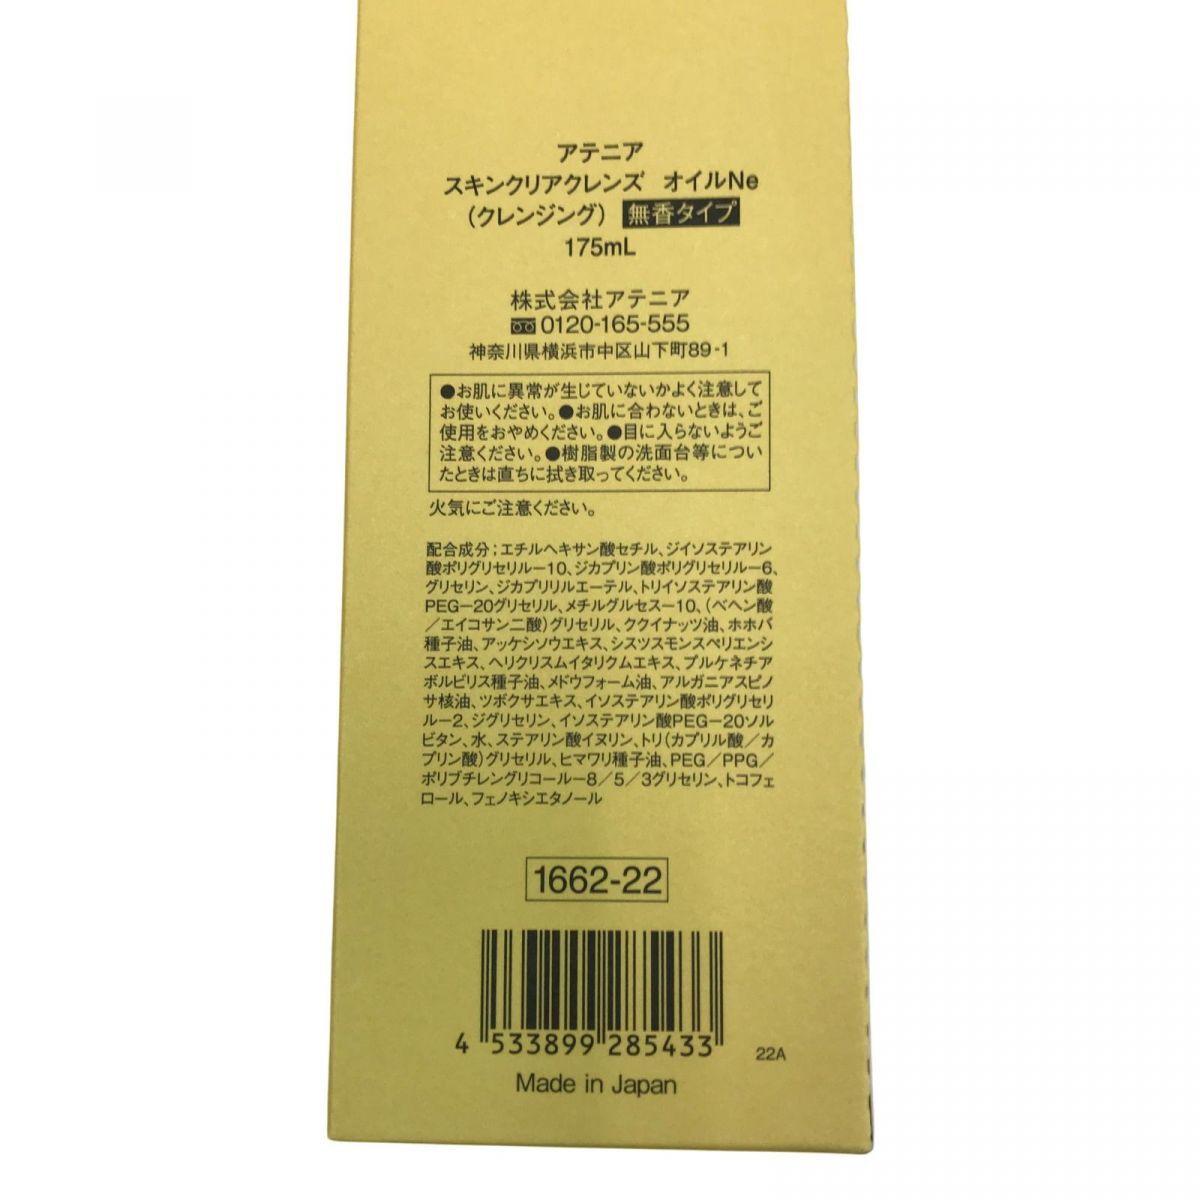 アテニア
スキンクリアクレンズ オイルNe
(クレンジング) 無香タイプ
175mL
株式会社アテニア
0120-165-555
神奈川県横浜市中区山下町89-1
●お肌に異常が生じていないかよく注意して
お使いください。●お肌に合わないときは、ご
使用をおやめください。●目に入らないようご
注意ください。●樹脂製の洗面台等についい
たときは直ちに拭き取ってください。
火気にご注意ください。
配合成分;エチルヘキサン酸セチル、ジイソステアリン
酸ポリグリセリル-10、ジカプリン酸ポリグリセリル-6、
グリセリン、ジカプリリルエーテル、トリイソステアリン酸
PEG-20グリセリル、メチルグルセス-10、(ベヘン酸
/エイコサン二酸)グリセリル、ククイナッツ油、ホホバ
種子油、アッケシソウエキス、シスツスモンスペリエンシ
スエキス、ヘリクリスムイタリクムエキス、プルケネチア
ボルビリス種子油、メドウフォーム油、アルガニアスピノ
サ核油、ツボクサエキス、イソステアリン酸ポリグリセリ
ル-2、ジグリセリン、イソステアリン酸PEG-20ソル
ビタン、水、ステアリン酸イヌリン、トリ(カプリル酸/カ
プリン酸)グリセリル、ヒマワリ種子油、PEG/PPG/
ポリブチレングリコール-8/5/3グリセリン、トコフェ
ロール、フェノキシエタノール
1662-22
4 533899 285433
22A
Made in Japan